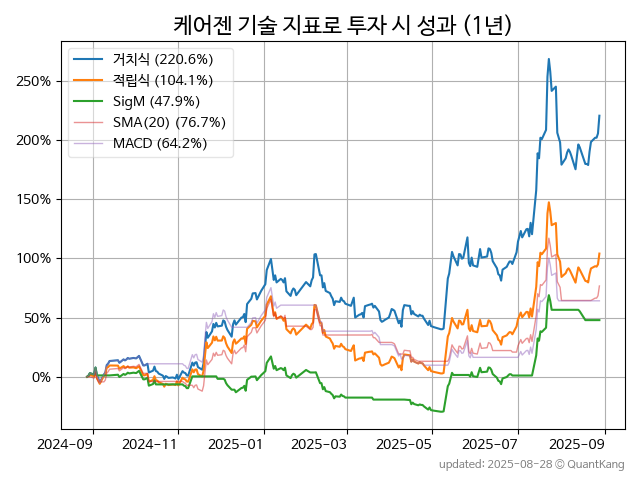 케어젠 기술 지표로 투자 시 성과 (1년)
거치식 (220.6%)
적립식 (104.1%)
SigM (47.9%)
SMA(20) (76.7%)
MACD (64.2%)
250%
200%
150%
100%
50%
0%
2024-09 2024-11 2025-01 2025-03 2025-05 2025-07 2025-09
updated: 2025-08-28 © QuantKang